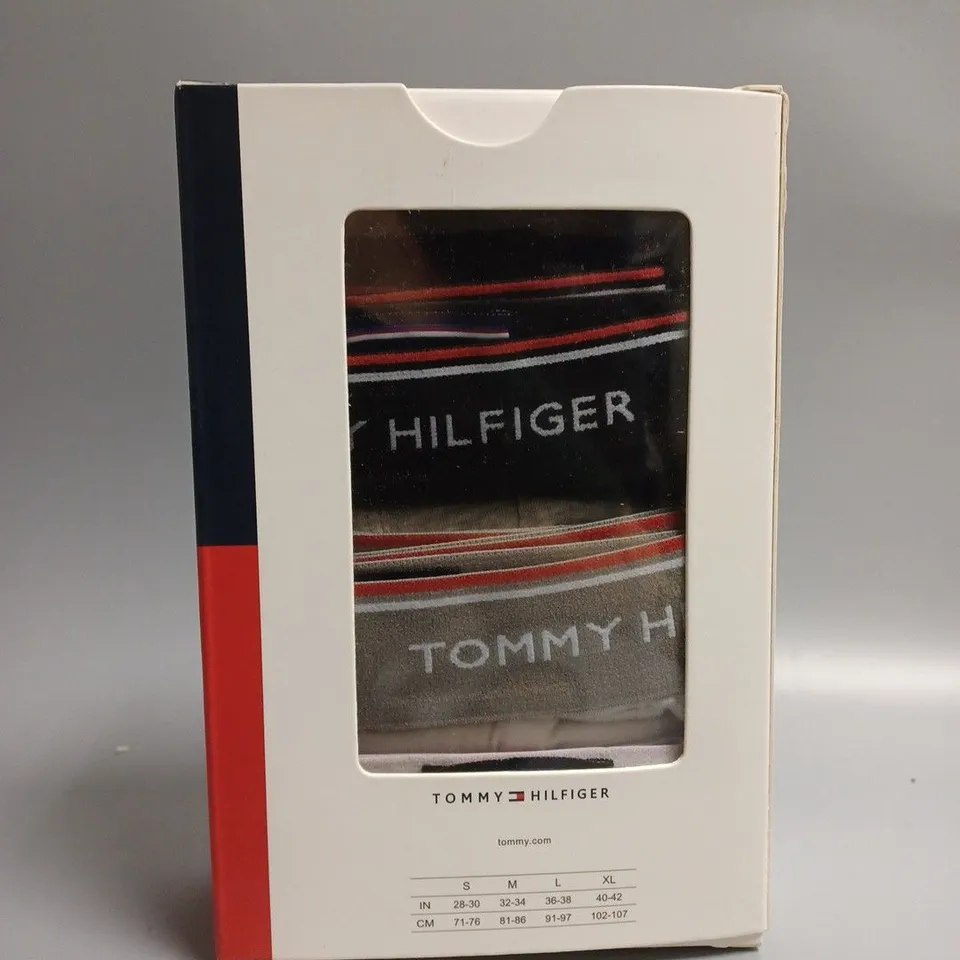 Y HILFIGER
TOMMY H
TOMMY HILFIGER
tommy.com
S M L XL
IN 28-30 32-34 36-38 40-42
CM 71-76 81-86 91-97 102-107